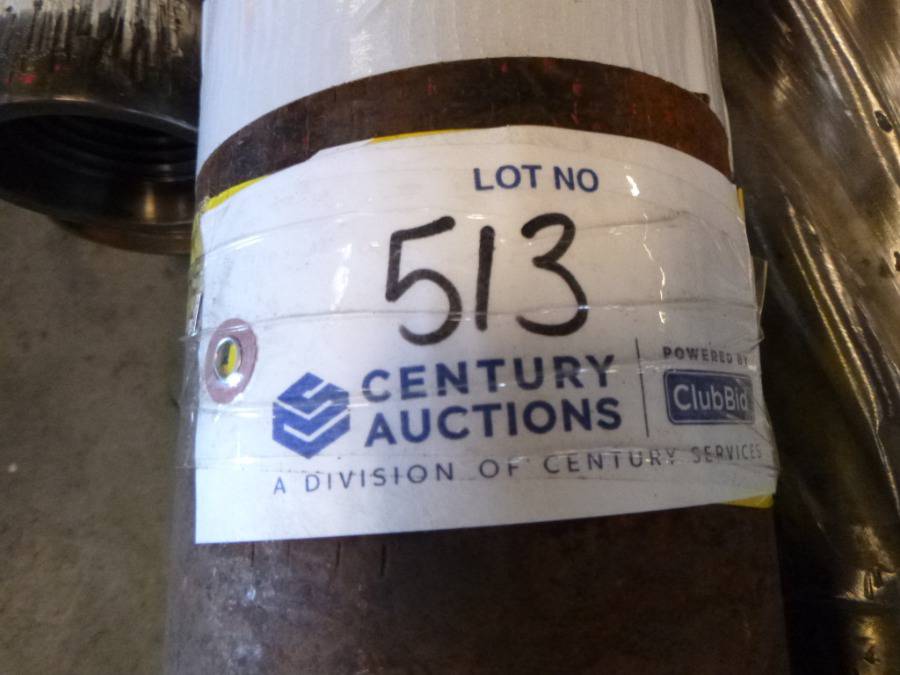 LOT NO
513
CENTURY
AUCTIONS
POWERED BY
ClubBid
A DIVISION OF CENTURY SERVICES